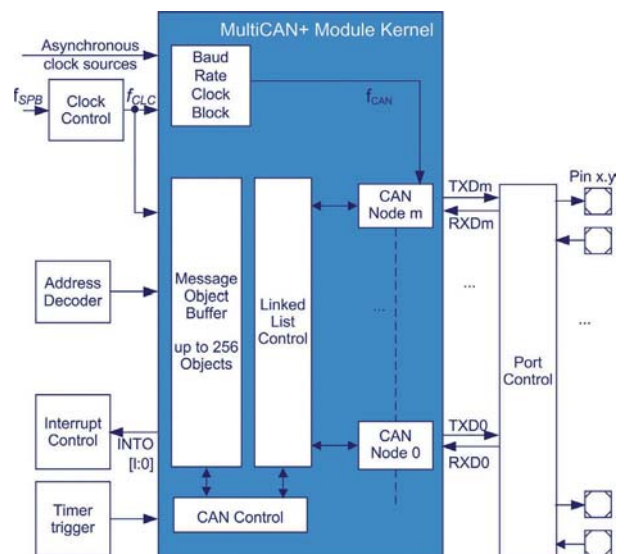 MultiCAN+ Module Kernel
Asynchronous
clock sources
fSPB
Clock
Control
fCLC
Baud
Rate
Clock
Block
fCAN
CAN
Node m
TXDm
RXDm
Pin x.y
Address
Decoder
Message
Object
Buffer
up to 256
Objects
Linked
List
Control
...
...
...
Port
Control
Interrupt
Control
INTO
[I:0]
CAN
Node 0
TXD0
RXD0
Timer
trigger
CAN Control